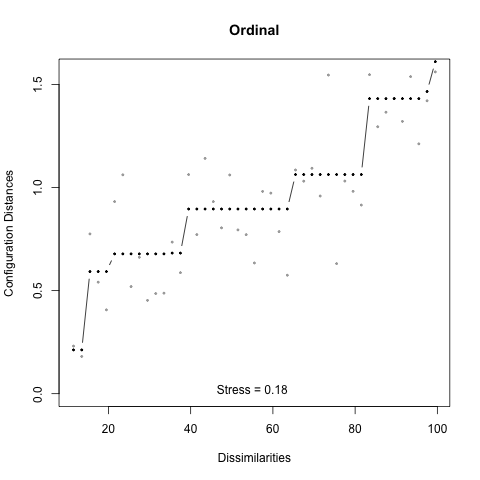 Ordinal
Configuration Distances
1.5
1.0
0.5
0.0
Stress = 0.18
20 40 60 80 100
Dissimilarities